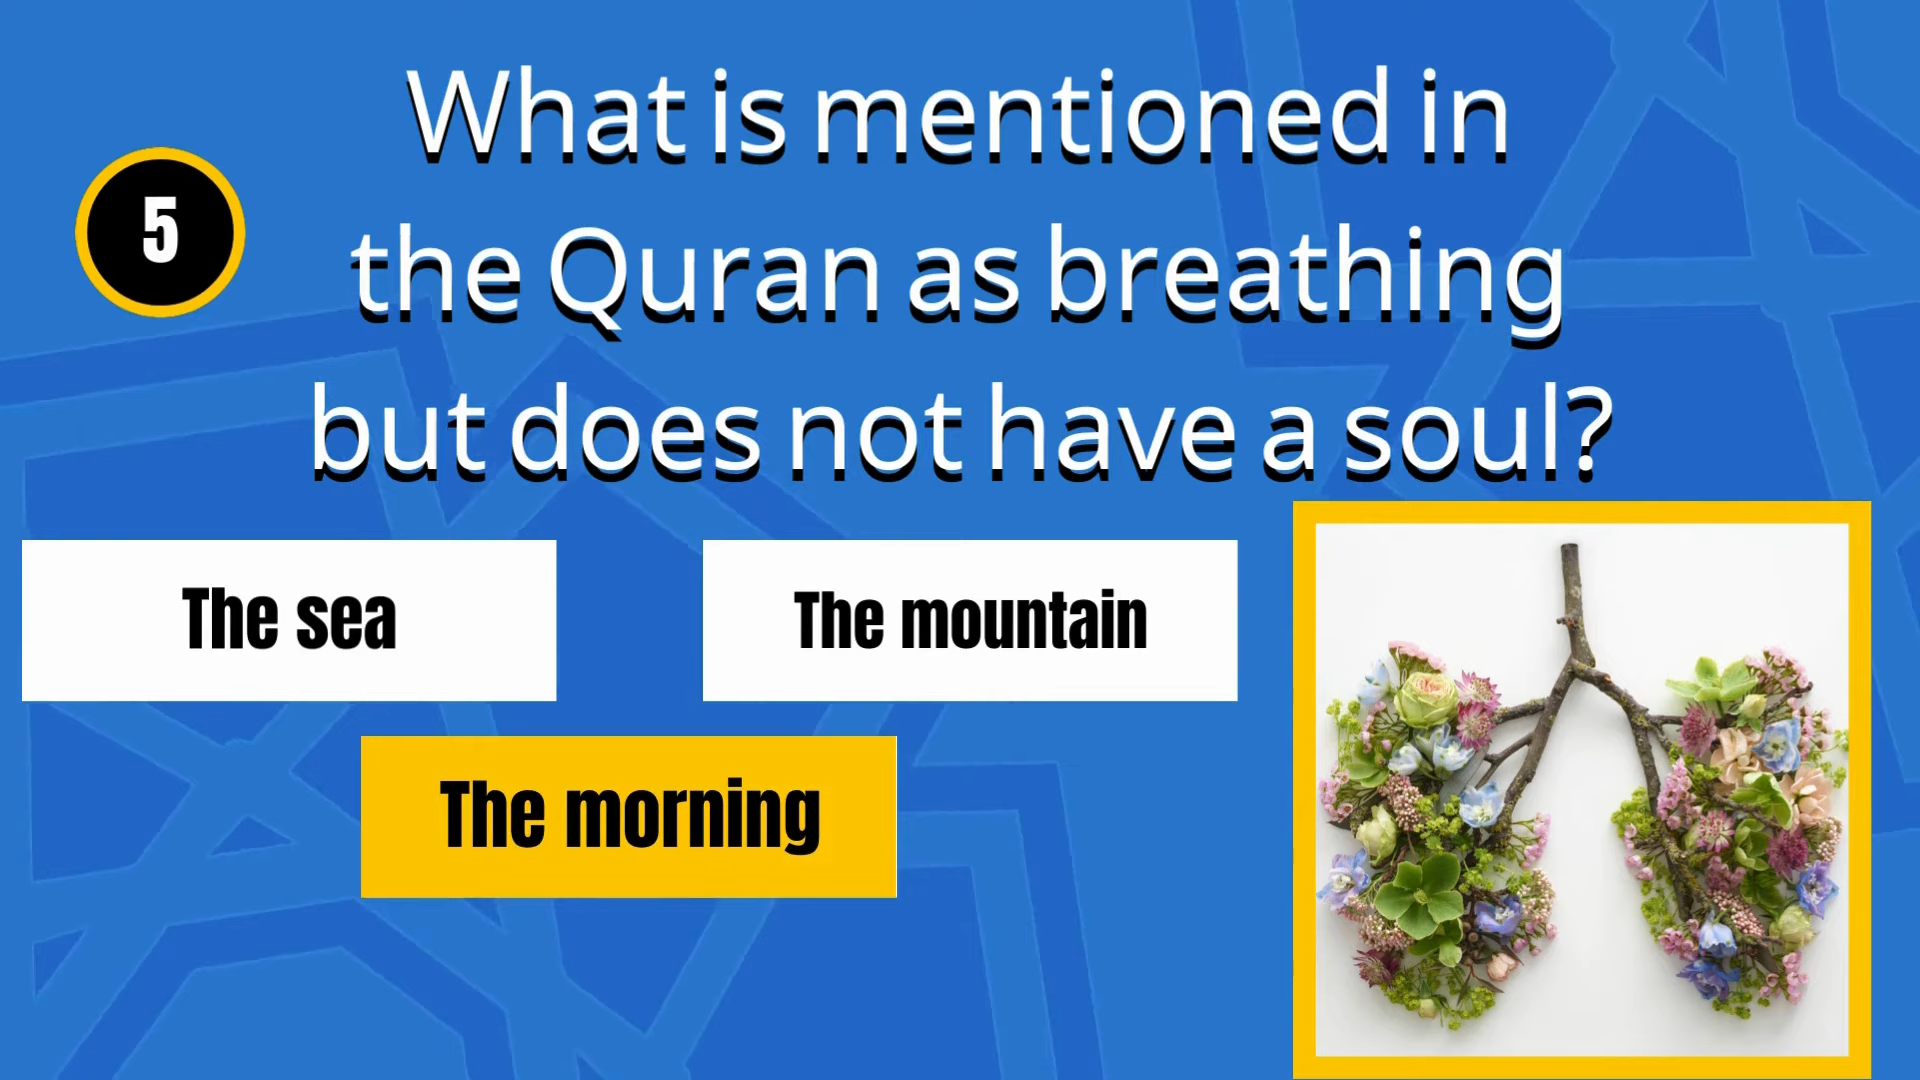 What is mentioned in
5
the Quran as breathing
but does not have a soul?
The sea
The mountain
The morning